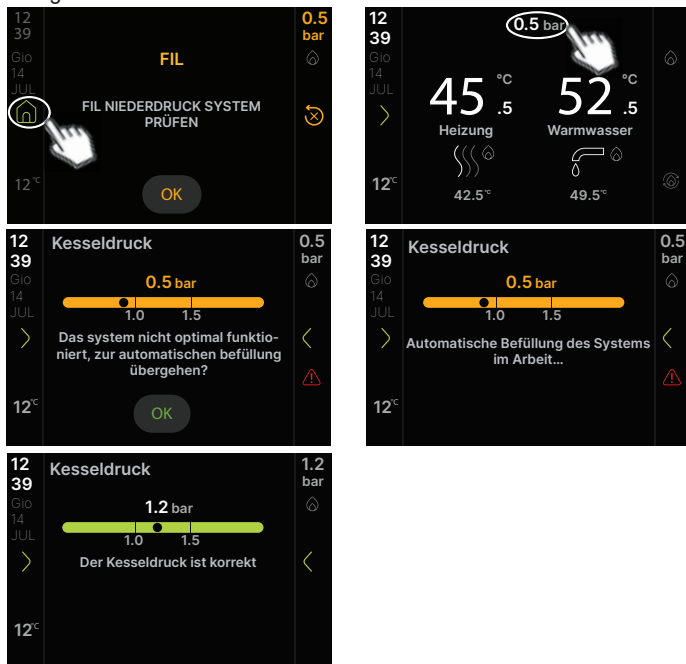 12
39
Gio
14
JUL
12°C
FIL
FIL NIEDERDRUCK SYSTEM
PRÜFEN
OK
0.5
bar
12
39
Gio
14
JUL
12°C
0.5 bar
45 °C .5
Heizung
42.5°C
52 °C .5
Warmwasser
49.5°C
12
39
Gio
14
JUL
12°C
Kesseldruck
0.5 bar
1.0 1.5
Das system nicht optimal funktio-
niert, zur automatischen befüllung
übergehen?
OK
0.5
bar
12
39
Gio
14
JUL
12°C
Kesseldruck
0.5 bar
1.0 1.5
Automatische Befüllung des Systems
im Arbeit...
0.5
bar
12
39
Gio
14
JUL
12°C
Kesseldruck
1.2 bar
1.0 1.5
Der Kesseldruck ist korrekt
1.2
bar